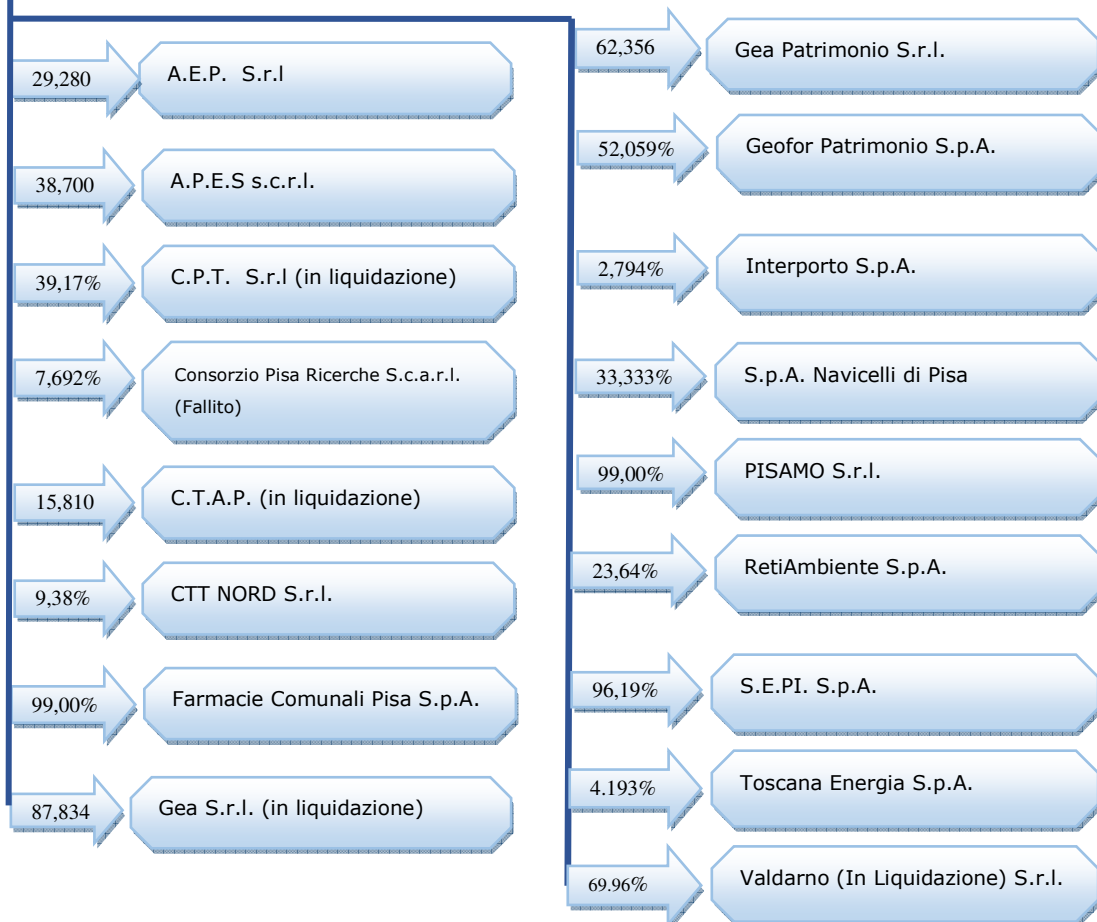 29,280
A.E.P. S.r.l
38,700
A.P.E.S s.c.r.l.
39,17%
C.P.T. S.r.l (in liquidazione)
7,692%
Consorzio Pisa Ricerche S.c.a.r.l.
(Fallito)
15,810
C.T.A.P. (in liquidazione)
9,38%
CTT NORD S.r.l.
99,00%
Farmacie Comunali Pisa S.p.A.
87,834
Gea S.r.l. (in liquidazione)
62,356
Gea Patrimonio S.r.l.
52,059%
Geofor Patrimonio S.p.A.
2,794%
Interporto S.p.A.
33,333%
S.p.A. Navicelli di Pisa
99,00%
PISAMO S.r.l.
23,64%
RetiAmbiente S.p.A.
96,19%
S.E.PI. S.p.A.
4.193%
Toscana Energia S.p.A.
69.96%
Valdarno (In Liquidazione) S.r.l.